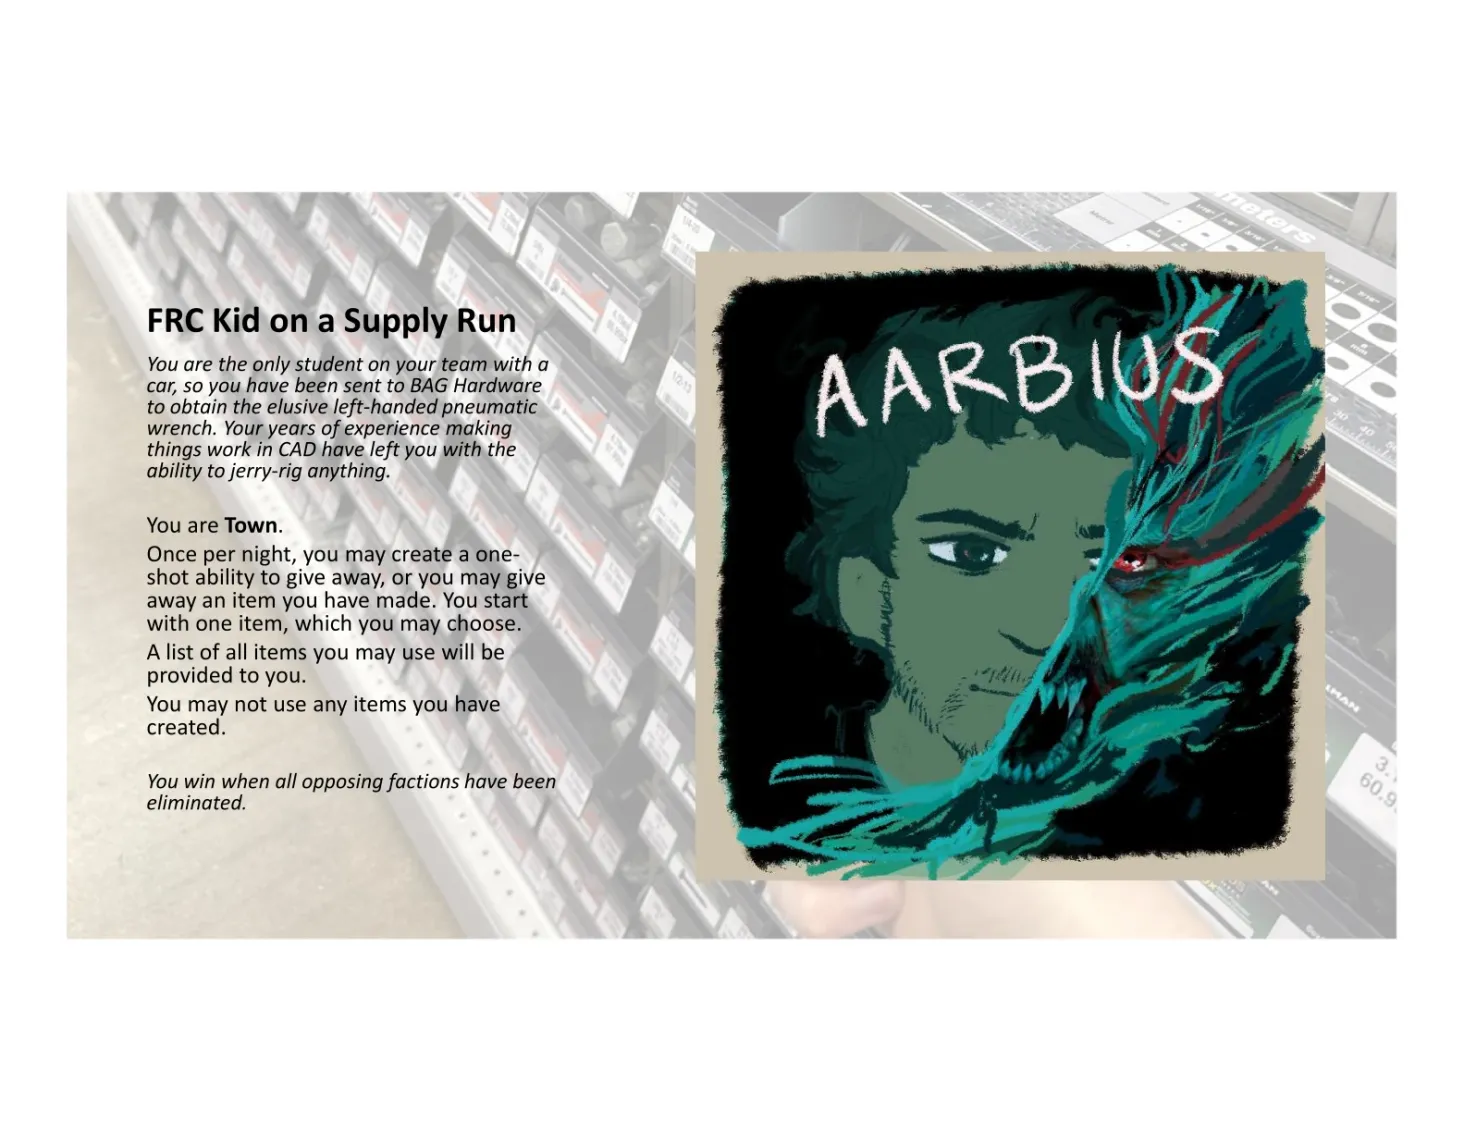 FRC Kid on a Supply Run
You are the only student on your team with a
car, so you have been sent to BAG Hardware
to obtain the elusive left-handed pneumatic
wrench. Your years of experience making
things work in CAD have left you with the
ability to jerry-rig anything.
You are Town.
Once per night, you may create a one-
shot ability to give away, or you may give
away an item you have made. You start
with one item, which you may choose.
A list of all items you may use will be
provided to you.
You may not use any items you have
created.
You win when all opposing factions have been
eliminated.
AARBIUS